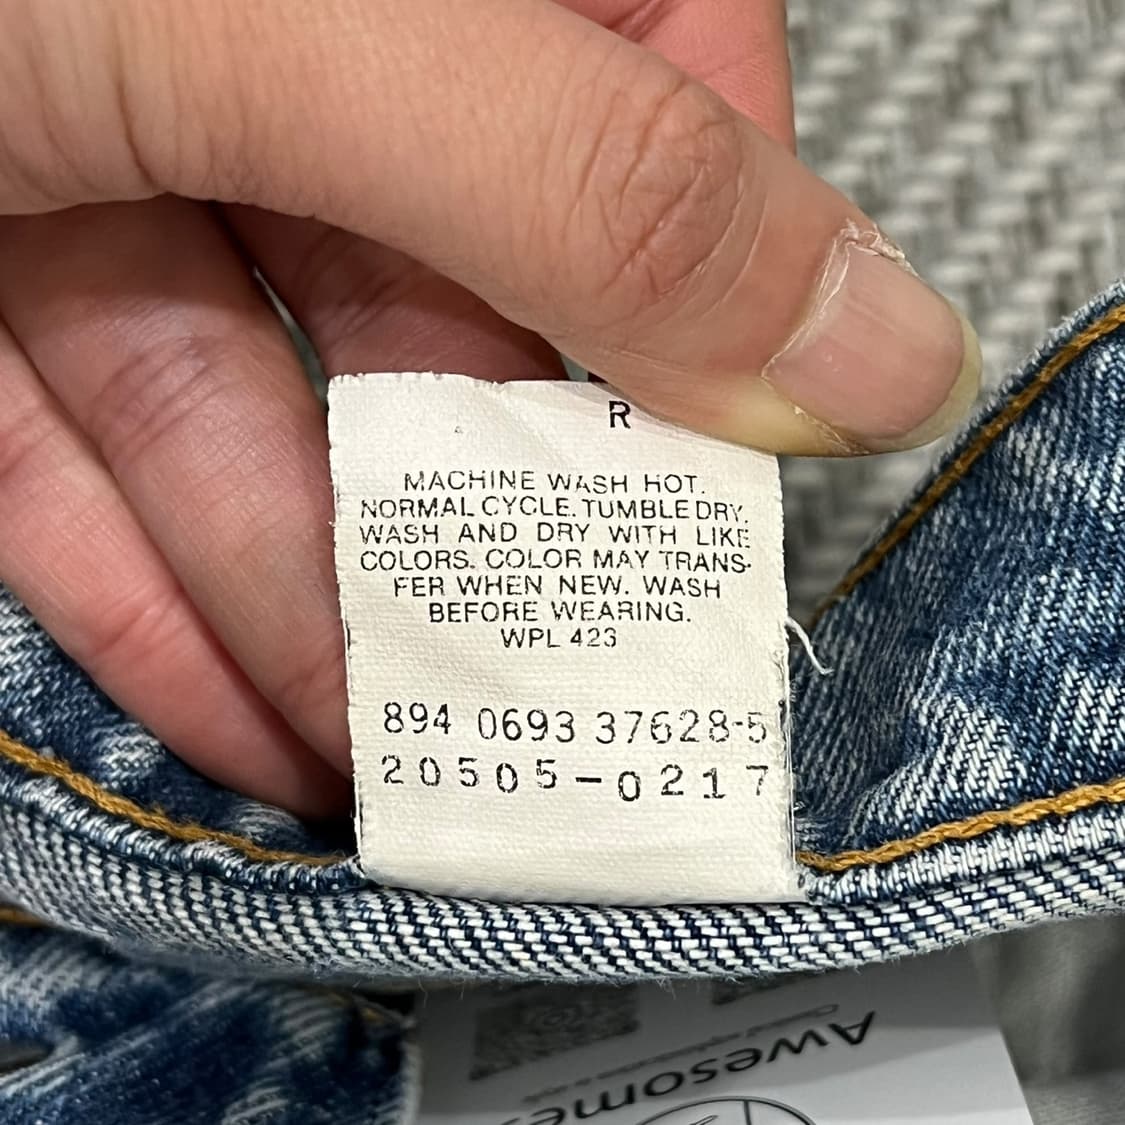 R
MACHINE WASH HOT.
NORMAL CYCLE. TUMBLE DRY.
WASH AND DRY WITH LIKE
COLORS. COLOR MAY TRANS-
FER WHEN NEW. WASH
BEFORE WEARING.
WPL 423
894 0693 37628-5
20505-0217
Awesome